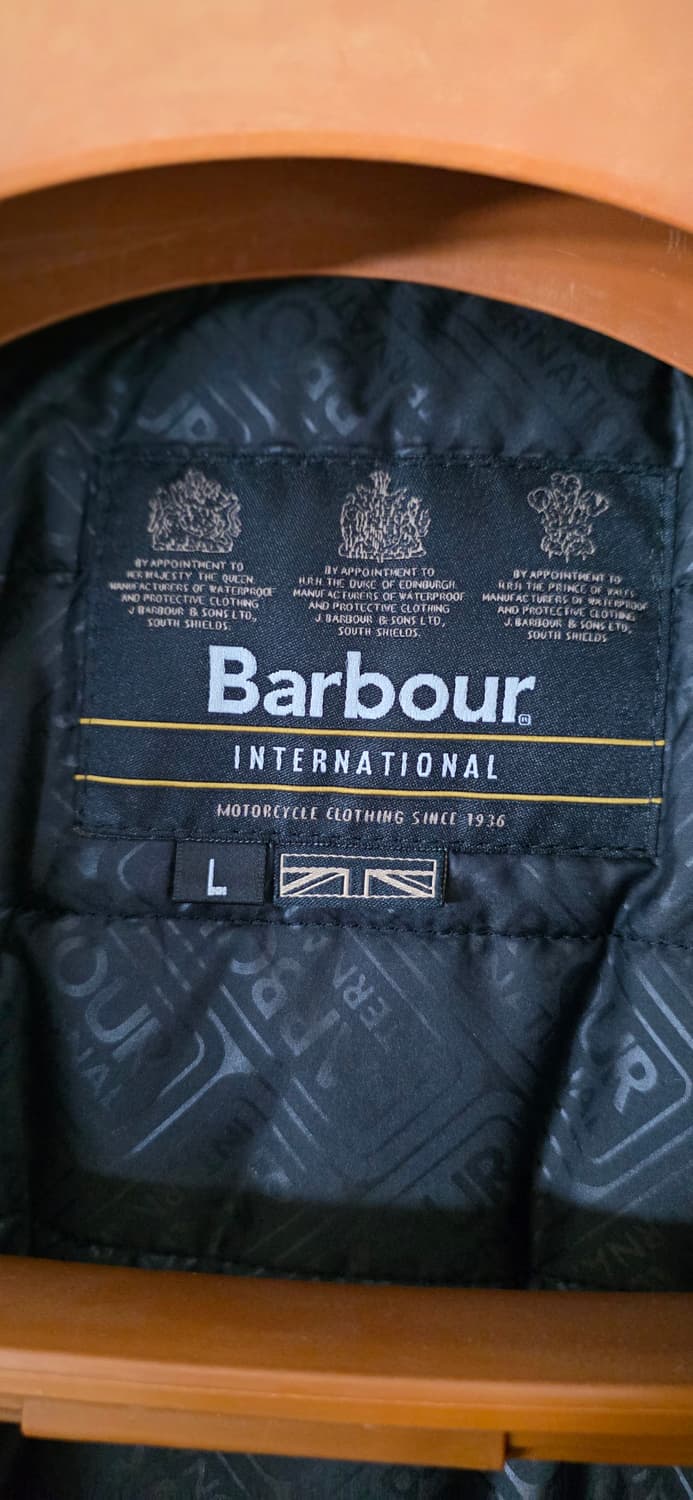 BY APPOINTMENT TO
HER MAJESTY THE QUEEN.
MANUFACTURERS OF WATERPROOF
AND PROTECTIVE CLOTHING
J. BARBOUR & SONS LTD,
SOUTH SHIELDS.
BY APPOINTMENT TO
H.R.H. THE DUKE OF EDINBURGH.
MANUFACTURERS OF WATERPROOF
AND PROTECTIVE CLOTHING
J. BARBOUR & SONS LTD,
SOUTH SHIELDS.
BY APPOINTMENT TO
H.R.H. THE PRINCE OF WALES
MANUFACTURERS OF WATERPROOF
AND PROTECTIVE CLOTHING
J. BARBOUR & SONS LTD,
SOUTH SHIELDS
Barbour®
INTERNATIONAL
MOTORCYCLE CLOTHING SINCE 1936
L
OUR
UR